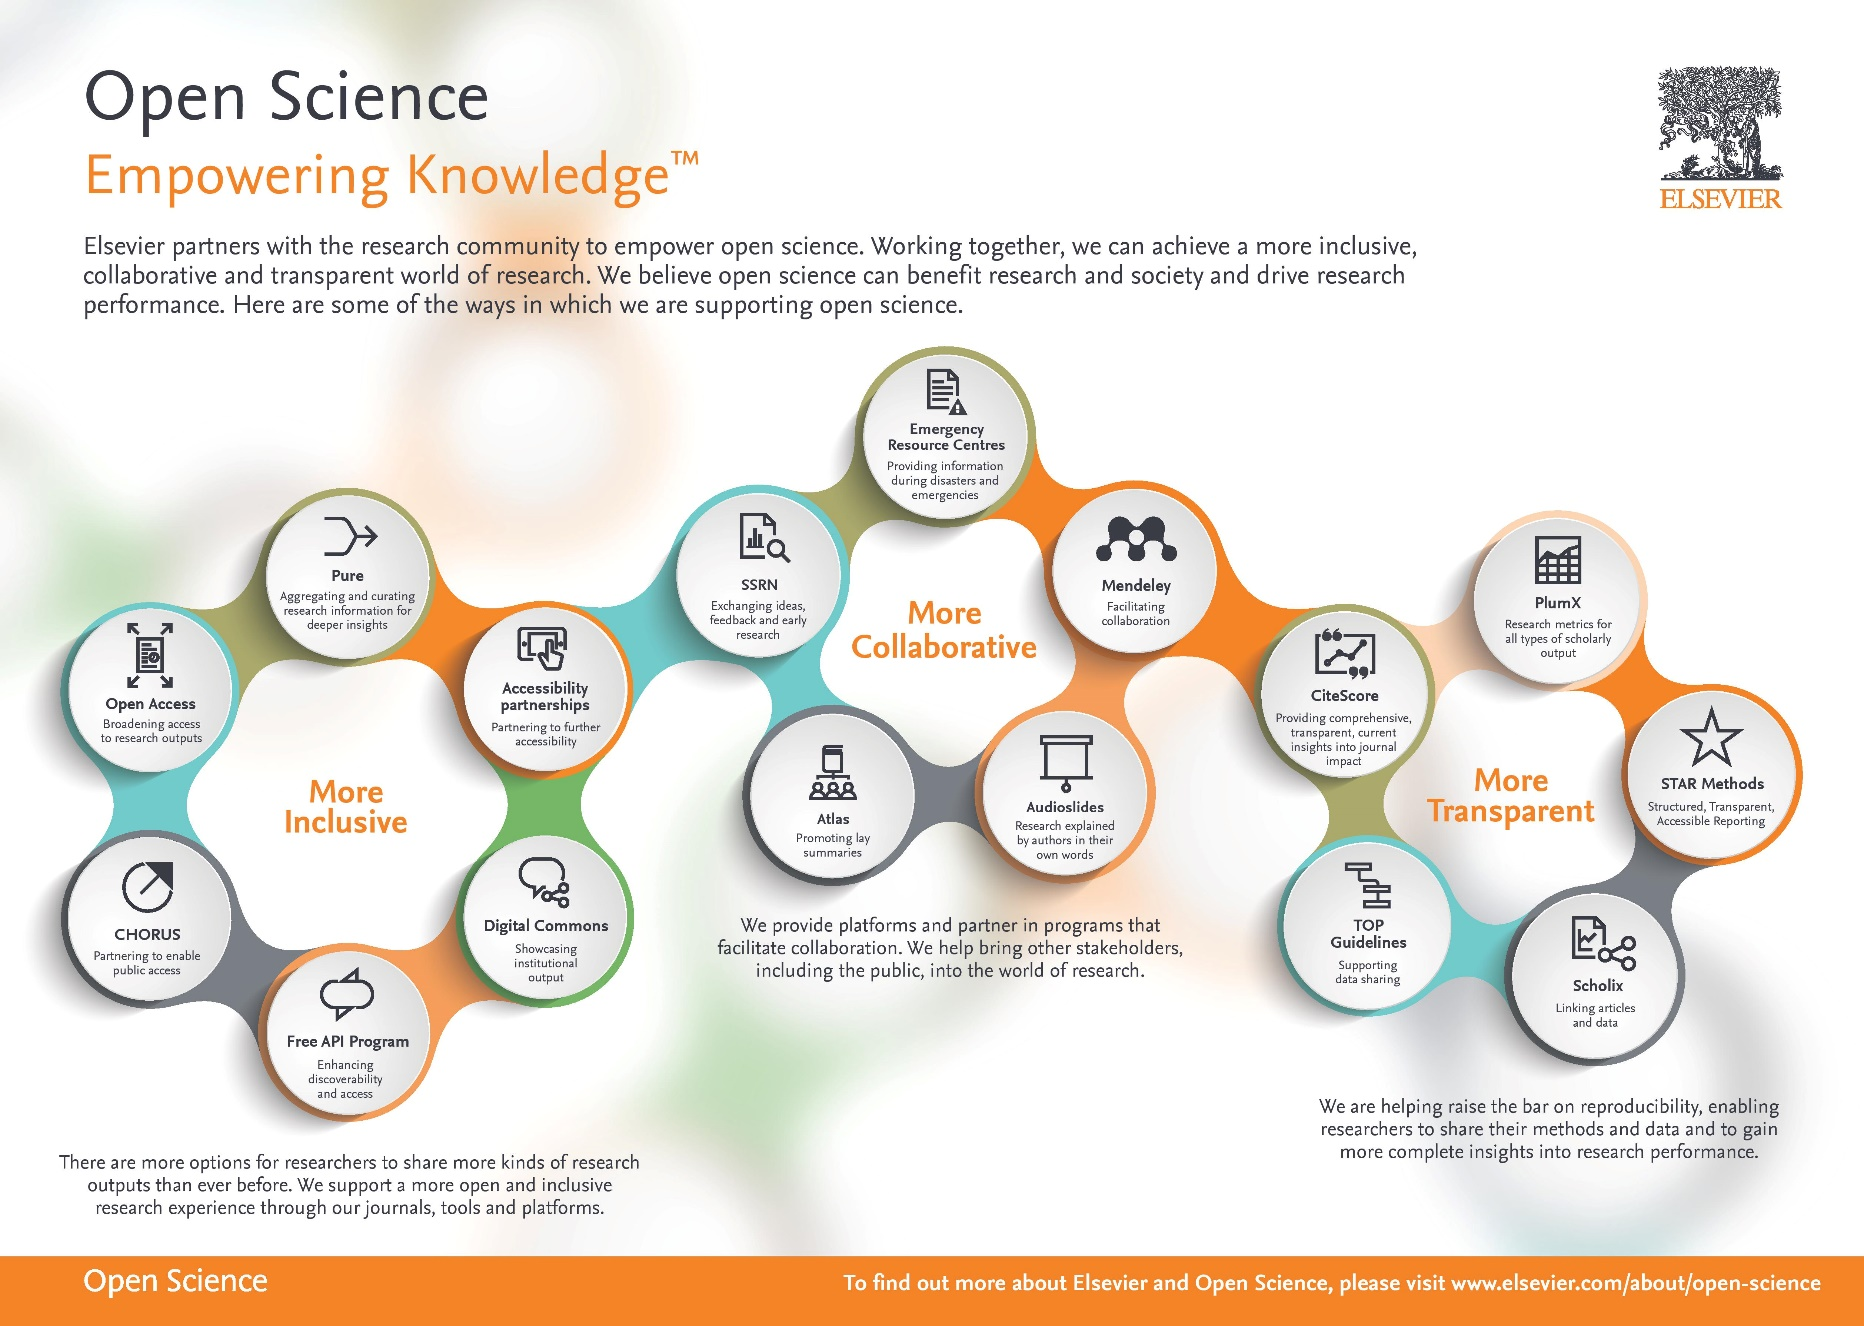 Open Science
Empowering Knowledge™
ELSEVIER
Elsevier partners with the research community to empower open science. Working together, we can achieve a more inclusive,
collaborative and transparent world of research. We believe open science can benefit research and society and drive research
performance. Here are some of the ways in which we are supporting open science.
Pure
Aggregating and curating
research information for
deeper insights
Open Access
Broadening access
to research outputs
Accessibility
partnerships
Partnering to further
accessibility
More
Inclusive
CHORUS
Partnering to enable
public access
Digital Commons
Showcasing
institutional
output
Free API Program
Enhancing
discoverability
and access
There are more options for researchers to share more kinds of research
outputs than ever before. We support a more open and inclusive
research experience through our journals, tools and platforms.
Emergency
Resource Centres
Providing information
during disasters and
emergencies
SSRN
Exchanging ideas,
feedback and early
research
Mendeley
Facilitating
collaboration
More
Collaborative
Atlas
Promoting lay
summaries
Audioslides
Research explained
by authors in their
own words
We provide platforms and partner in programs that
facilitate collaboration. We help bring other stakeholders,
including the public, into the world of research.
PlumX
Research metrics for
all types of scholarly
output
CiteScore
Providing comprehensive,
transparent, current
insights into journal
impact
STAR Methods
Structured, Transparent,
Accessible Reporting
More
Transparent
TOP
Guidelines
Supporting
data sharing
Scholix
Linking articles
and data
We are helping raise the bar on reproducibility, enabling
researchers to share their methods and data and to gain
more complete insights into research performance.
Open Science
To find out more about Elsevier and Open Science, please visit www.elsevier.com/about/open-science